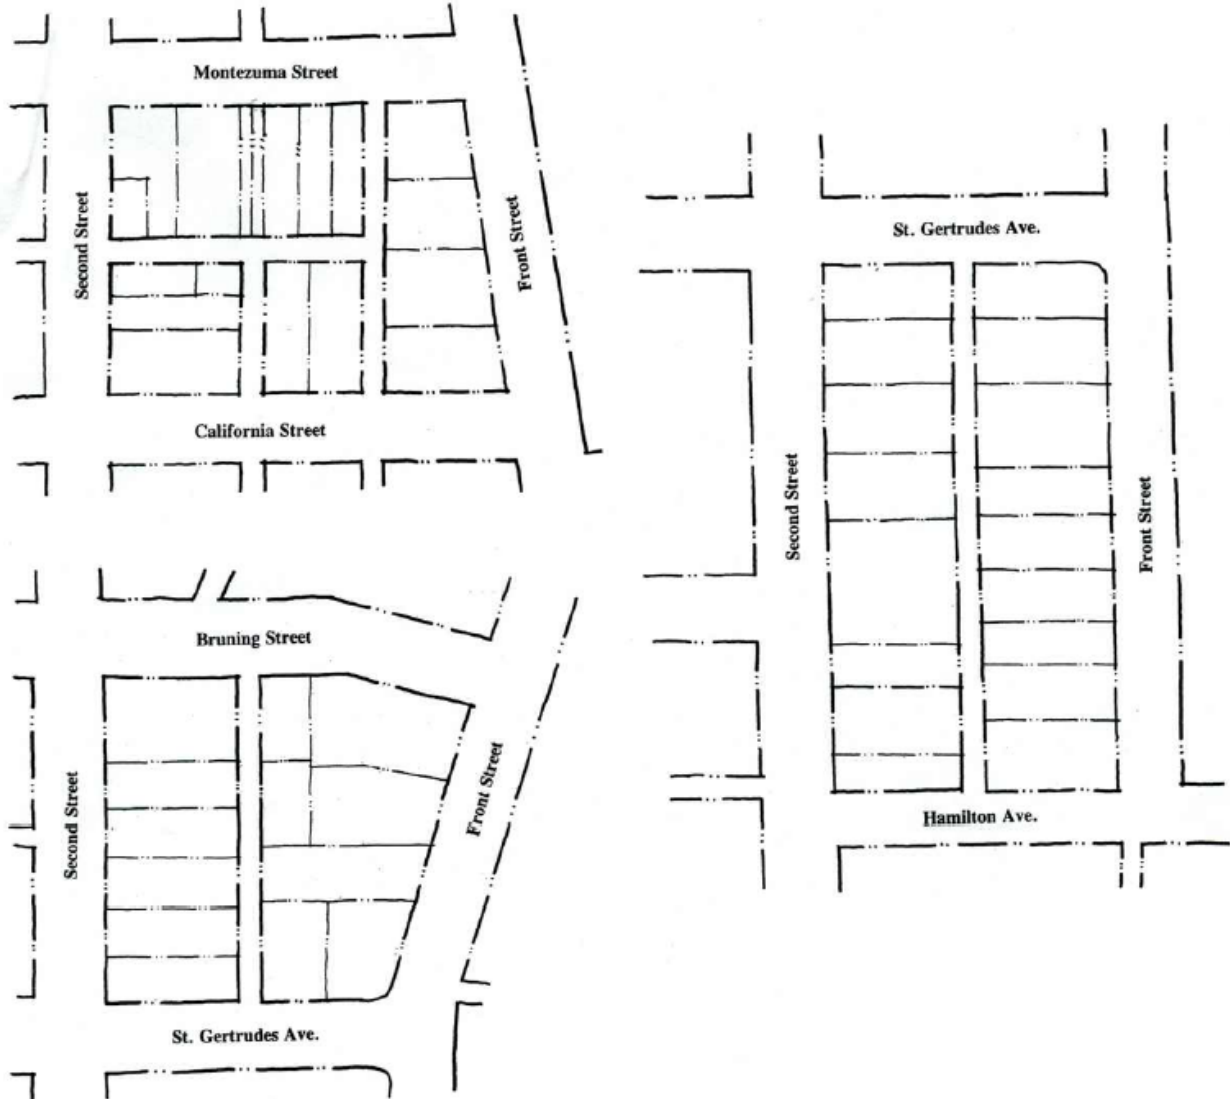 Montezuma Street
Second Street
Front Street
California Street
Bruning Street
Second Street
Front Street
St. Gertrudes Ave.
St. Gertrudes Ave.
Second Street
Front Street
Hamilton Ave.